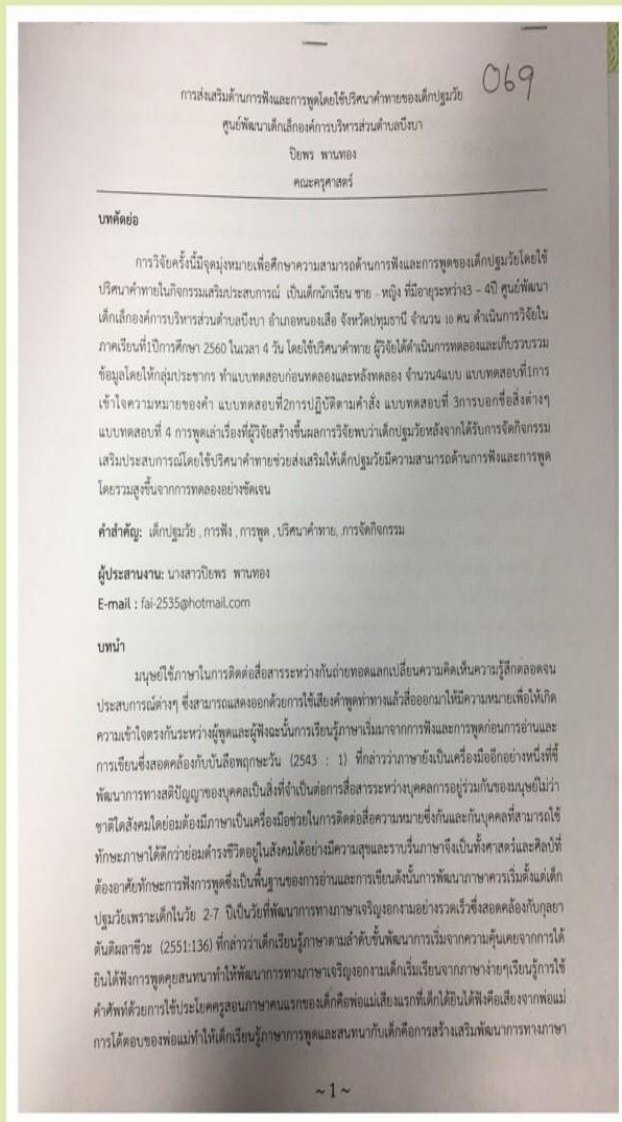 069
การส่งเสริมด้านการฟังและการพูดโดยใช้ปริศนาคำทายของเด็กปฐมวัย
ศูนย์พัฒนาเด็กเล็กองค์การบริหารส่วนตำบลบึงบา
ปิยพร พานทอง
คณะครุศาสตร์
บทคัดย่อ
การวิจัยครั้งนี้มีจุดมุ่งหมายเพื่อศึกษาความสามารถด้านการฟังและการพูดของเด็กปฐมวัยโดยใช้
ปริศนาคำทายในกิจกรรมเสริมประสบการณ์ เป็นเด็กนักเรียน ชาย – หญิง ที่มีอายุระหว่าง3 – 4ปี ศูนย์พัฒนา
เด็กเล็กองค์การบริหารส่วนตำบลบึงบา อำเภอหนองเสือ จังหวัดปทุมธานี จำนวน 10 คน ดำเนินการวิจัยใน
ภาคเรียนที่1ปีการศึกษา 2560 ในเวลา 4 วัน โดยใช้ปริศนาคำทาย ผู้วิจัยได้ดำเนินการทดลองและเก็บรวบรวม
ข้อมูลโดยให้กลุ่มประชากร ทำแบบทดสอบก่อนทดลองและหลังทดลอง จำนวน4แบบ แบบทดสอบที่1การ
เข้าใจความหมายของคำ แบบทดสอบที่2การปฏิบัติตามคำสั่ง แบบทดสอบที่ 3การบอกชื่อสิ่งต่างๆ
แบบทดสอบที่ 4 การพูดเล่าเรื่องที่ผู้วิจัยสร้างขึ้นผลการวิจัยพบว่าเด็กปฐมวัยหลังจากได้รับการจัดกิจกรรม
เสริมประสบการณ์โดยใช้ปริศนาคำทายช่วยส่งเสริมให้เด็กปฐมวัยมีความสามารถด้านการฟังและการพูด
โดยรวมสูงขึ้นจากการทดลองอย่างชัดเจน
คำสำคัญ: เด็กปฐมวัย , การฟัง , การพูด , ปริศนาคำทาย, ,การจัดกิจกรรม
ผู้ประสานงาน: นางสาวปิยพร พานทอง
E-mail : fai-2535@hotmail.com
บทนำ
มนุษย์ใช้ภาษาในการติดต่อสื่อสารระหว่างกันถ่ายทอดแลกเปลี่ยนความคิดเห็นความรู้สึกตลอดจน
ประสบการณ์ต่างๆ ซึ่งสามารถแสดงออกด้วยการใช้เสียงคำพูดท่าทางแล้วสื่อออกมาให้มีความหมายเพื่อให้เกิด
ความเข้าใจตรงกันระหว่างผู้พูดและผู้ฟังฉะนั้นการเรียนรู้ภาษาเริ่มมาจากการฟังและการพูดก่อนการอ่านและ
การเขียนซึ่งสอดคล้องกับบันลือพฤกษะวัน (2543 : 1) ที่กล่าวว่าภาษายังเป็นเครื่องมืออีกอย่างหนึ่งที่ชี้
พัฒนาการทางสติปัญญาของบุคคลเป็นสิ่งที่จำเป็นต่อการสื่อสารระหว่างบุคคลการอยู่ร่วมกันของมนุษย์ไม่ว่า
ชาติใดสังคมใดย่อมต้องมีภาษาเป็นเครื่องมือช่วยในการติดต่อสื่อความหมายซึ่งกันและกันบุคคลที่สามารถใช้
ทักษะภาษาได้ดีกว่าย่อมดำรงชีวิตอยู่ในสังคมได้อย่างมีความสุขและราบรื่นภาษาจึงเป็นทั้งศาสตร์และศิลป์ที่
ต้องอาศัยทักษะการฟังการพูดซึ่งเป็นพื้นฐานของการอ่านและการเขียนดังนั้นการพัฒนาภาษาควรเริ่มตั้งแต่เด็ก
ปฐมวัยเพราะเด็กในวัย 2-7 ปีเป็นวัยที่พัฒนาการทางภาษาเจริญงอกงามอย่างรวดเร็วซึ่งสอดคล้องกับกุลยา
ตันติผลาชีวะ (2551:136) ที่กล่าวว่าเด็กเรียนรู้ภาษาตามลำดับขั้นพัฒนาการเริ่มจากความคุ้นเคยจากการได้
ยินได้ฟังการพูดคุยสนทนาทำให้พัฒนาการทางภาษาเจริญงอกงามเด็กเริ่มเรียนจากภาษาง่ายๆเรียนรู้การใช้
คำศัพท์ด้วยการใช้ประโยคครูสอนภาษาคนแรกของเด็กคือพ่อแม่เสียงแรกที่เด็กได้ยินได้ฟังคือเสียงจากพ่อแม่
การโต้ตอบของพ่อแม่ทำให้เด็กเรียนรู้ภาษาการพูดและสนทนากับเด็กคือการสร้างเสริมพัฒนาการทางภาษา
~ 1 ~